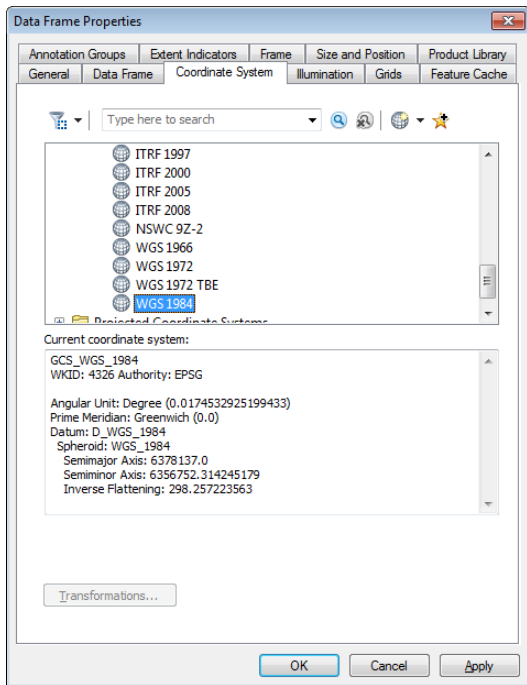 Data Frame Properties
Annotation Groups Extent Indicators Frame Size and Position Product Library
General Data Frame Coordinate System Illumination Grids Feature Cache
Type here to search
ITRF 1997
ITRF 2000
ITRF 2005
ITRF 2008
NSWC 9Z-2
WGS 1966
WGS 1972
WGS 1972 TBE
WGS 1984
Projected Coordinate Systems
Current coordinate system:
GCS_WGS_1984
WKID: 4326 Authority: EPSG
Angular Unit: Degree (0.0174532925199433)
Prime Meridian: Greenwich (0.0)
Datum: D_WGS_1984
Spheroid: WGS_1984
Semimajor Axis: 6378137.0
Semiminor Axis: 6356752.314245179
Inverse Flattening: 298.257223563
Transformations...
OK Cancel Apply